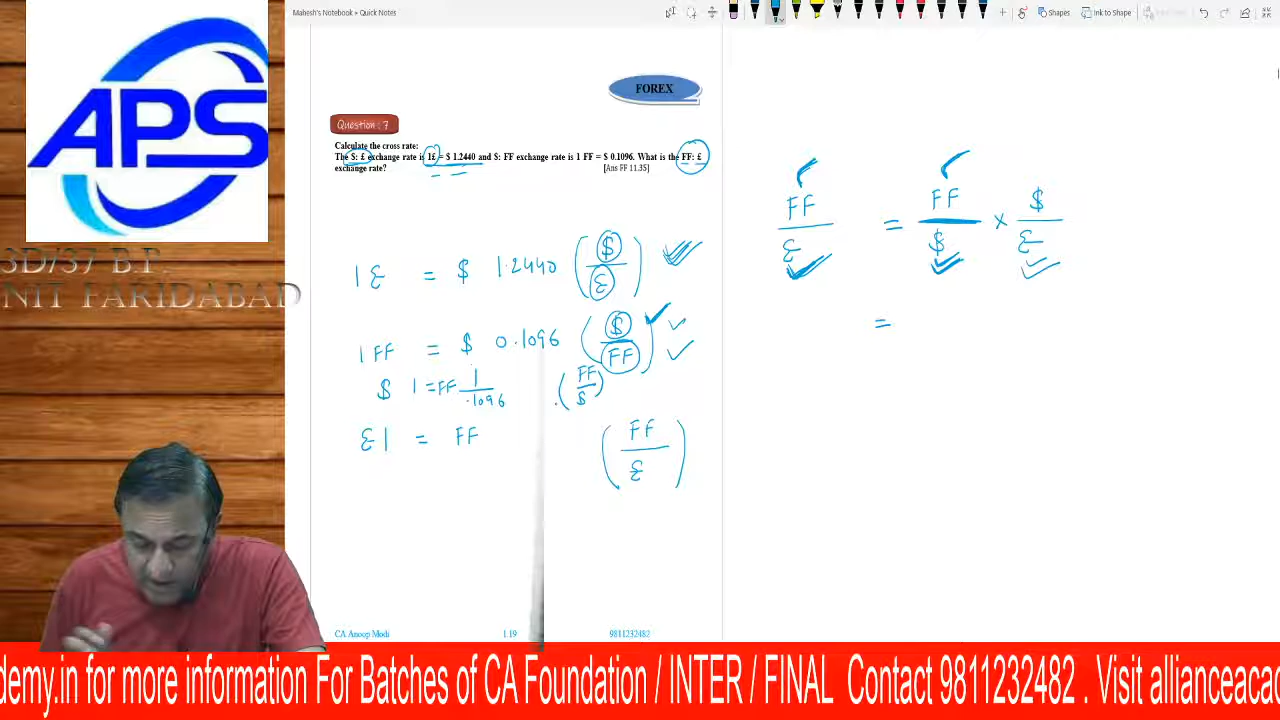 Mahesh's Notebook » Quick Notes
Shapes
Ink to Shape
APS
3D/37 B.P.
NIT FARIDABAD
FOREX
Question : 7
Calculate the cross rate:
The $: £ exchange rate is 1£ = $ 1.2440 and $: FF exchange rate is 1 FF = $ 0.1096. What is the FF: £
exchange rate? [Ans FF 11.35]
1 £ = $ 1.2440 ($/£)
1 FF = $ 0.1096 ($/FF)
$ 1 = FF 1/.1096 (FF/$)
£ 1 = FF (FF/£)
FF/£ = FF/$ × $/£
=
CA Anoop Modi 1.19 9811232482
demy.in for more information For Batches of CA Foundation / INTER / FINAL Contact 9811232482 . Visit allianceaca